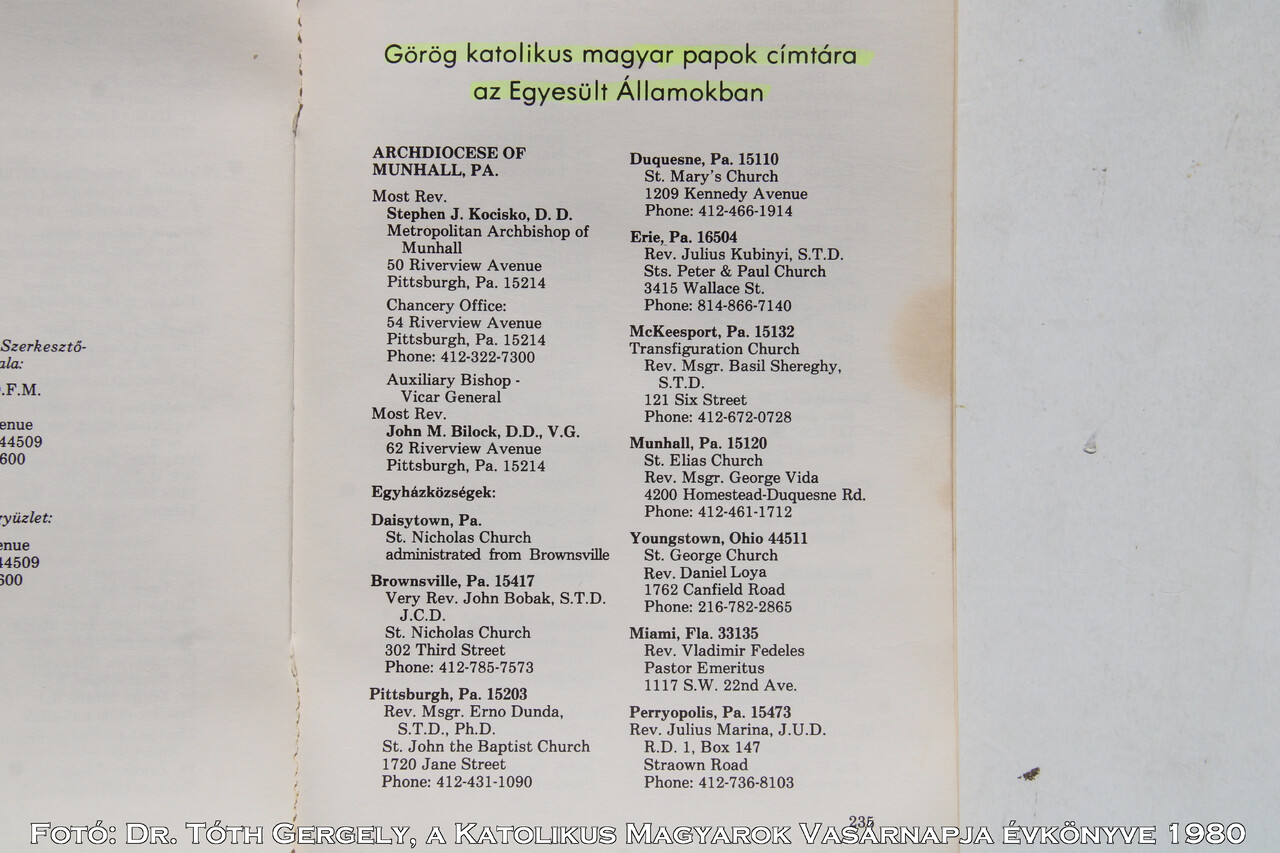 Szerkesztő-
O.F.M.
44509
yüzlet:
44509
Görög katolikus magyar papok címtára
az Egyesült Államokban
ARCHDIOCESE OF
MUNHALL, PA.
Most Rev.
Stephen J. Kocisko, D. D.
Metropolitan Archbishop of
Munhall
50 Riverview Avenue
Pittsburgh, Pa. 15214
Chancery Office:
54 Riverview Avenue
Pittsburgh, Pa. 15214
Phone: 412-322-7300
Auxiliary Bishop -
Vicar General
Most Rev.
John M. Bilock, D.D., V.G.
62 Riverview Avenue
Pittsburgh, Pa. 15214
Egyházközségek:
Daisytown, Pa.
St. Nicholas Church
administrated from Brownsville
Brownsville, Pa. 15417
Very Rev. John Bobak, S.T.D.
J.C.D.
St. Nicholas Church
302 Third Street
Phone: 412-785-7573
Pittsburgh, Pa. 15203
Rev. Msgr. Erno Dunda,
S.T.D., Ph.D.
St. John the Baptist Church
1720 Jane Street
Phone: 412-431-1090
Duquesne, Pa. 15110
St. Mary's Church
1209 Kennedy Avenue
Phone: 412-466-1914
Erie, Pa. 16504
Rev. Julius Kubinyi, S.T.D.
Sts. Peter & Paul Church
3415 Wallace St.
Phone: 814-866-7140
McKeesport, Pa. 15132
Transfiguration Church
Rev. Msgr. Basil Shereghy,
S.T.D.
121 Six Street
Phone: 412-672-0728
Munhall, Pa. 15120
St. Elias Church
Rev. Msgr. George Vida
4200 Homestead-Duquesne Rd.
Phone: 412-461-1712
Youngstown, Ohio 44511
St. George Church
Rev. Daniel Loya
1762 Canfield Road
Phone: 216-782-2865
Miami, Fla. 33135
Rev. Vladimir Fedeles
Pastor Emeritus
1117 S.W. 22nd Ave.
Perryopolis, Pa. 15473
Rev. Julius Marina, J.U.D.
R.D. 1, Box 147
Straown Road
Phone: 412-736-8103
235
Fotó: Dr. Tóth Gergely, a Katolikus Magyarok Vasárnapja évkönyve 1980